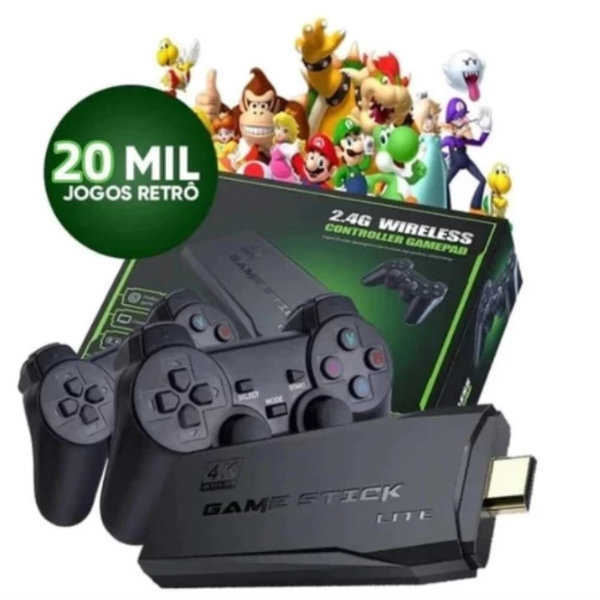 20 MIL
JOGOS RETRÔ
2.4G WIRELESS
CONTROLLER GAMEPAD
GAME STICK
SELECT
START
MODE
Y
B
X
A
4K
GAME STICK
LITE